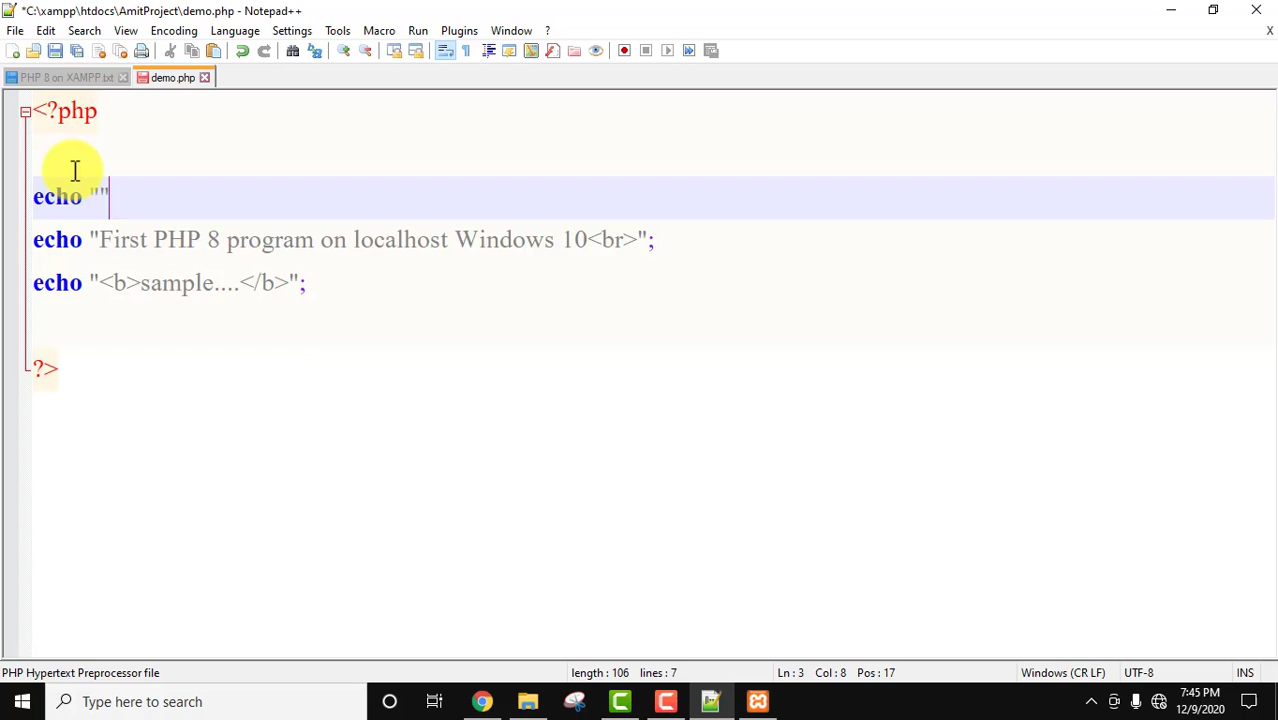 *C:\xampp\htdocs\AmitProject\demo.php - Notepad++
File Edit Search View Encoding Language Settings Tools Macro Run Plugins Window ? X
PHP 8 on XAMPP.txt demo.php
<?php
echo ""
echo "First PHP 8 program on localhost Windows 10<br>";
echo "<b>sample....</b>";
?>
PHP Hypertext Preprocessor file length : 106 lines : 7 Ln : 3 Col : 8 Pos : 17 Windows (CR LF) UTF-8 INS
Type here to search
7:45 PM
12/9/2020